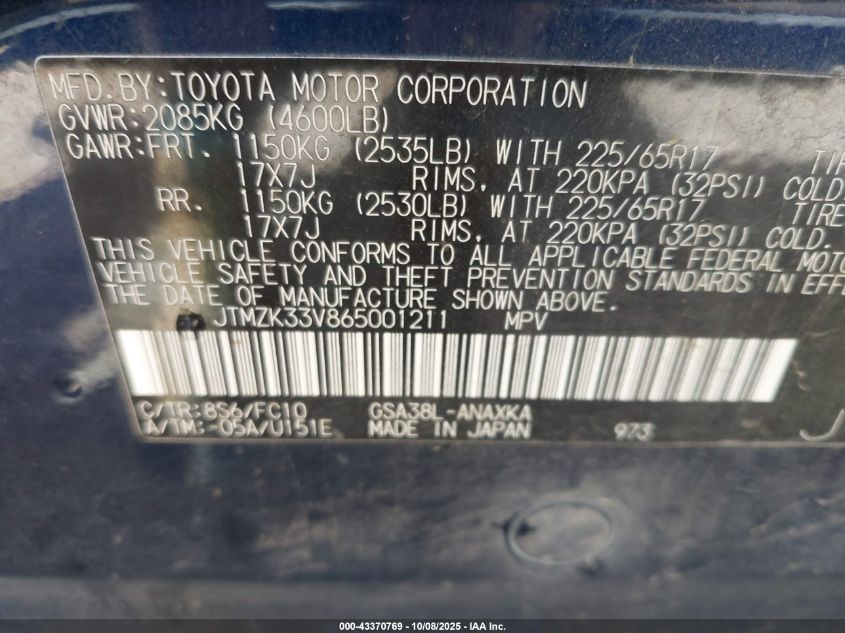 MFD.BY:TOYOTA MOTOR CORPORATION
GVWR:2085KG (4600LB)
GAWR:FRT. 1150KG (2535LB) WITH 225/65R17
17X7J RIMS, AT 220KPA (32PSI) COLD.
RR. 1150KG (2530LB) WITH 225/65R17 TIRE
17X7J RIMS, AT 220KPA (32PSI) COLD.
THIS VEHICLE CONFORMS TO ALL APPLICABLE FEDERAL
VEHICLE SAFETY AND THEFT PREVENTION STANDARDS IN
THE DATE OF MANUFACTURE SHOWN ABOVE.
JTMZK33V865001211 MPV
C/TR:8S6/FC10 GSA38L-ANAXKA
A/TM:-05A/U151E MADE IN JAPAN 973
000-43370769 | 10/08/2025 | IAA Inc.